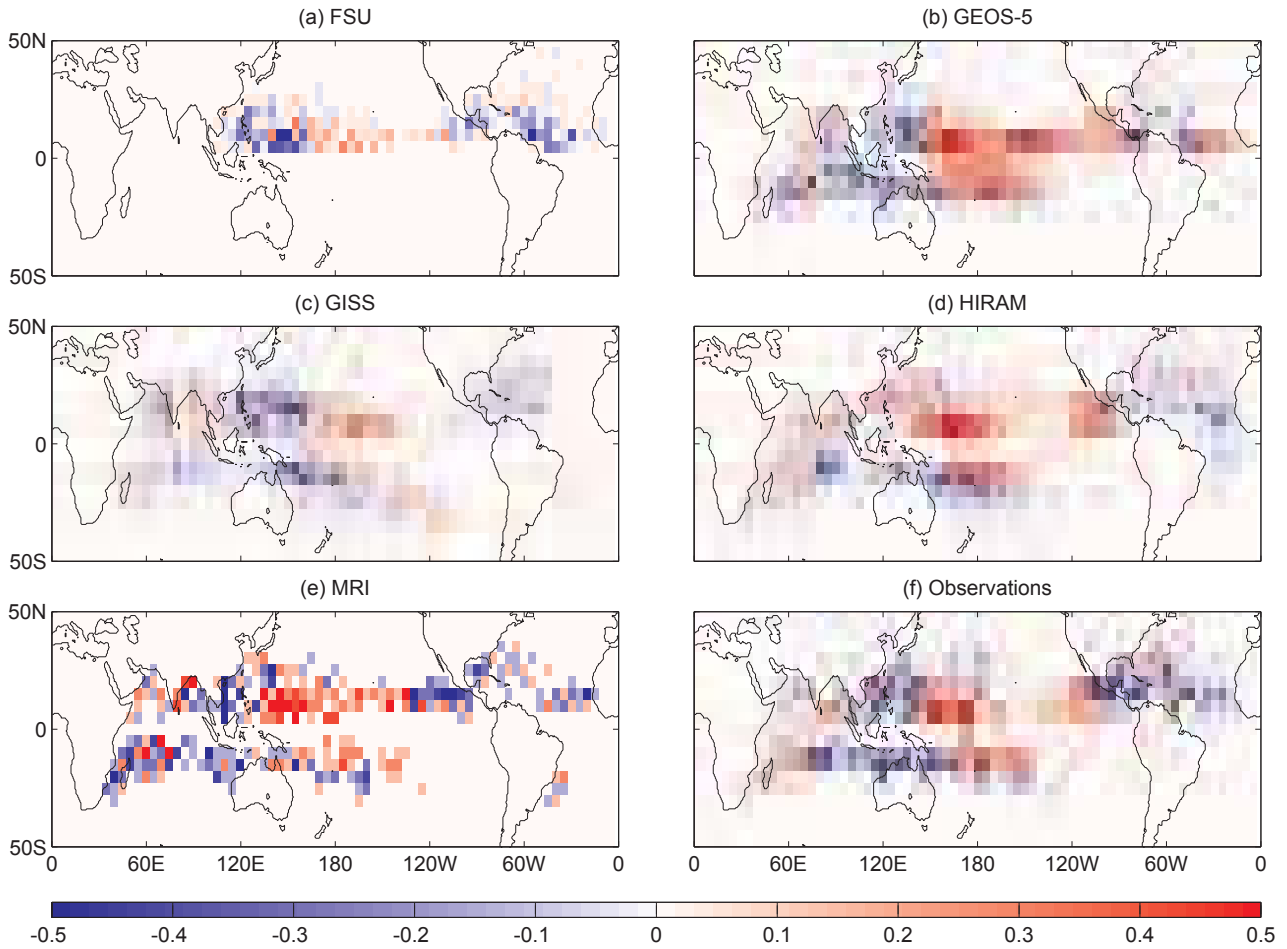 (a) FSU
(b) GEOS-5
50N
0
50S
(c) GISS
(d) HIRAM
50N
0
50S
(e) MRI
(f) Observations
50N
0
50S
0 60E 120E 180 120W 60W 0
0 60E 120E 180 120W 60W 0
-0.5 -0.4 -0.3 -0.2 -0.1 0 0.1 0.2 0.3 0.4 0.5